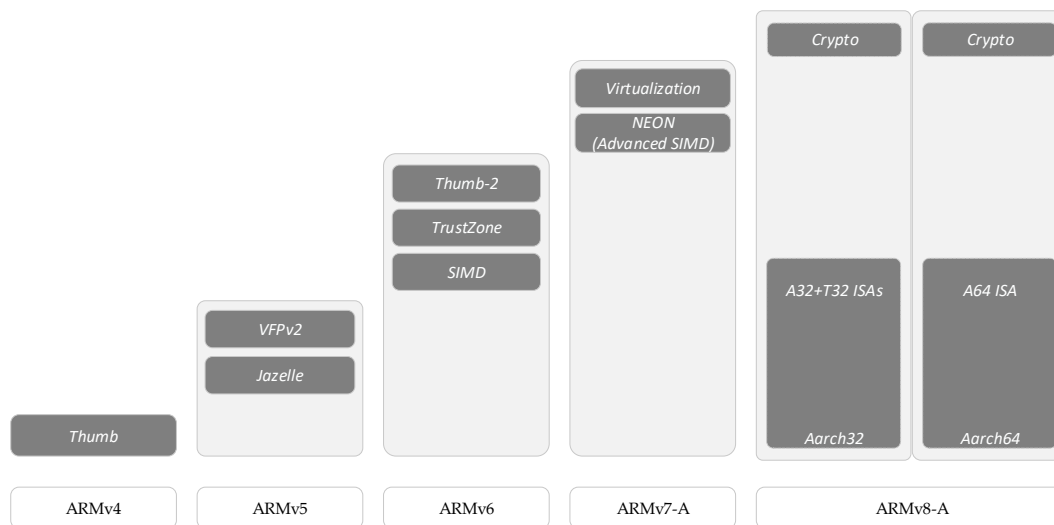 Crypto
Crypto
Virtualization
NEON
(Advanced SIMD)
Thumb-2
TrustZone
SIMD
A32+T32 ISAs
A64 ISA
VFPv2
Jazelle
Thumb
Aarch32
Aarch64
ARMv4
ARMv5
ARMv6
ARMv7-A
ARMv8-A